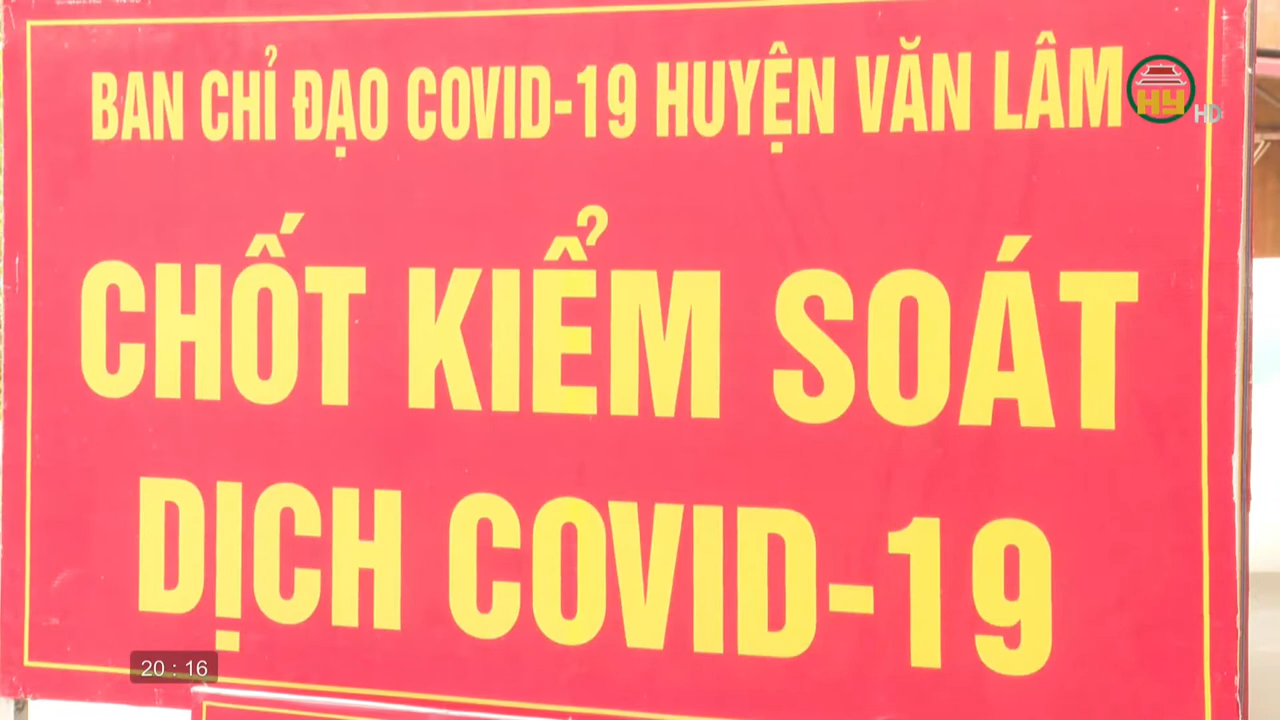 BAN CHỈ ĐẠO COVID-19 HUYỆN VĂN LÂM
HY HD
CHỐT KIỂM SOÁT
DỊCH COVID-19
20 : 16